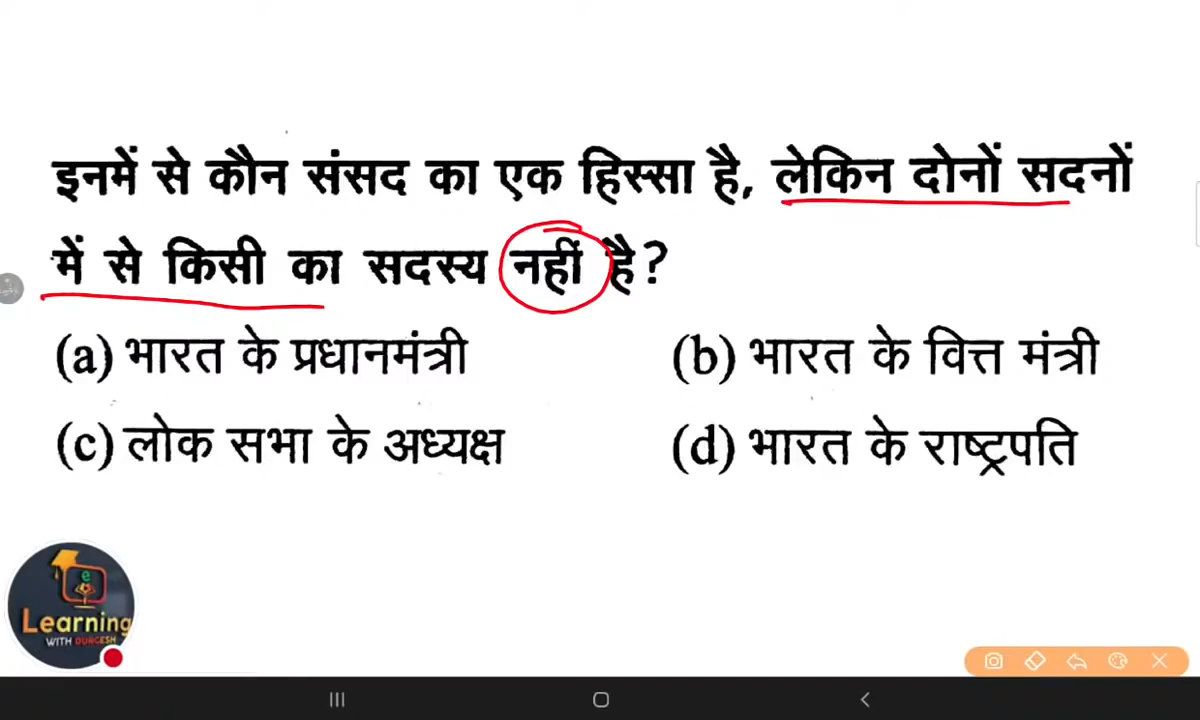 इनमें से कौन संसद का एक हिस्सा है, लेकिन दोनों सदनों
में से किसी का सदस्य नहीं है?
(a) भारत के प्रधानमंत्री
(b) भारत के वित्त मंत्री
(c) लोक सभा के अध्यक्ष
(d) भारत के राष्ट्रपति
e
Learning
WITH DURGESH